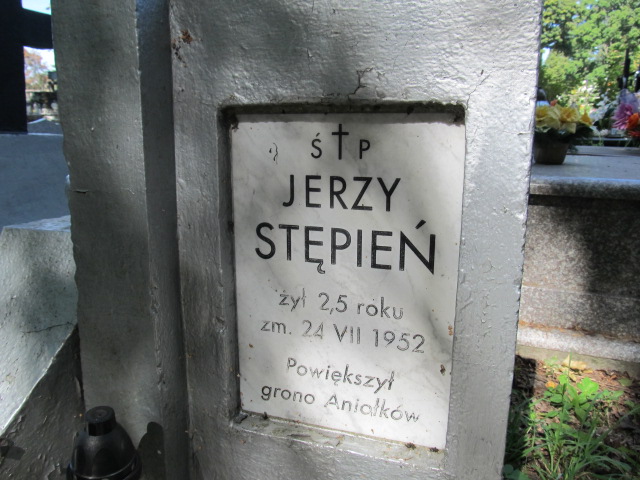 Ś✝P
JERZY
STĘPIEŃ
żył 2,5 roku
zm. 24 VII 1952
Powiększył
grono Aniołków